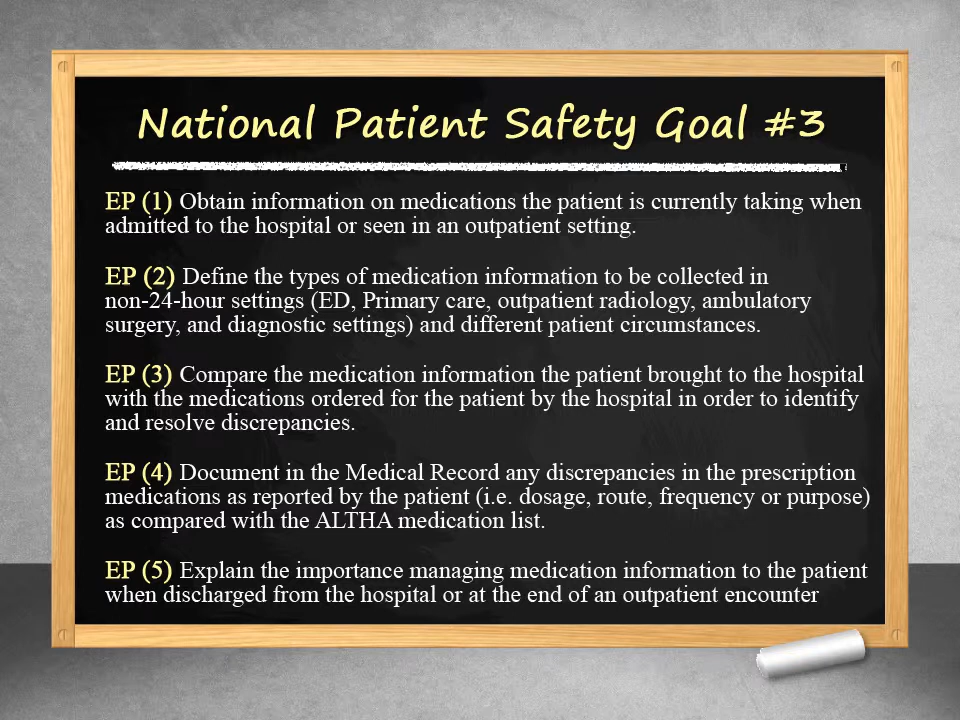 National Patient Safety Goal #3
EP (1) Obtain information on medications the patient is currently taking when
admitted to the hospital or seen in an outpatient setting.
EP (2) Define the types of medication information to be collected in
non-24-hour settings (ED, Primary care, outpatient radiology, ambulatory
surgery, and diagnostic settings) and different patient circumstances.
EP (3) Compare the medication information the patient brought to the hospital
with the medications ordered for the patient by the hospital in order to identify
and resolve discrepancies.
EP (4) Document in the Medical Record any discrepancies in the prescription
medications as reported by the patient (i.e. dosage, route, frequency or purpose)
as compared with the ALTHA medication list.
EP (5) Explain the importance managing medication information to the patient
when discharged from the hospital or at the end of an outpatient encounter